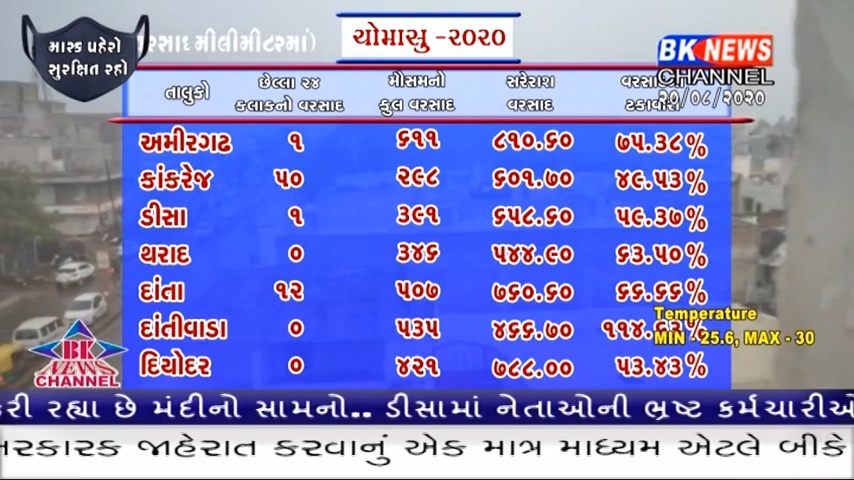 માસ્ક પહેરો
સુરક્ષિત રહો
વરસાદ મીલીમીટરમાં)
ચોમાસુ -૨૦૨૦
BK NEWS
CHANNEL
૨૦/૦૮/૨૦૨૦
તાલુકો છેલ્લા ૨૪ કલાકનો વરસાદ મોસમનો કુલ વરસાદ સરેરાશ વરસાદ
અમીરગઢ ૧ ૬૧૧ ૮૧૦.૬૦ ૭૫.૩૮%
કાંકરેજ ૫૦ ૨૯૮ ૬૦૧.૭૦ ૪૯.૫૩%
ડીસા ૧ ૩૯૧ ૬૫૮.૬૦ ૫૯.૩૭%
થરાદ ૦ ૩૪૬ ૫૪૪.૯૦ ૬૩.૫૦%
દાંતા ૧૨ ૫૦૭ ૭૬૦.૬૦ ૬૬.૬૬%
દાંતીવાડા ૦ ૫૩૫ ૪૬૬.૭૦ ૧૧૪.૬૩%
દિયોદર ૦ ૪૨૧ ૭૮૮.૦૦ ૫૩.૪૩%
Temperature
MIN - 25.6, MAX - 30
BK
NEWS
CHANNEL
કરી રહ્યા છે મંદીનો સામનો.. ડીસામાં નેતાઓની ભ્રષ્ટ કર્મચારીઓ
સરકારક જાહેરાત કરવાનું એક માત્ર માધ્યમ એટલે બીકે